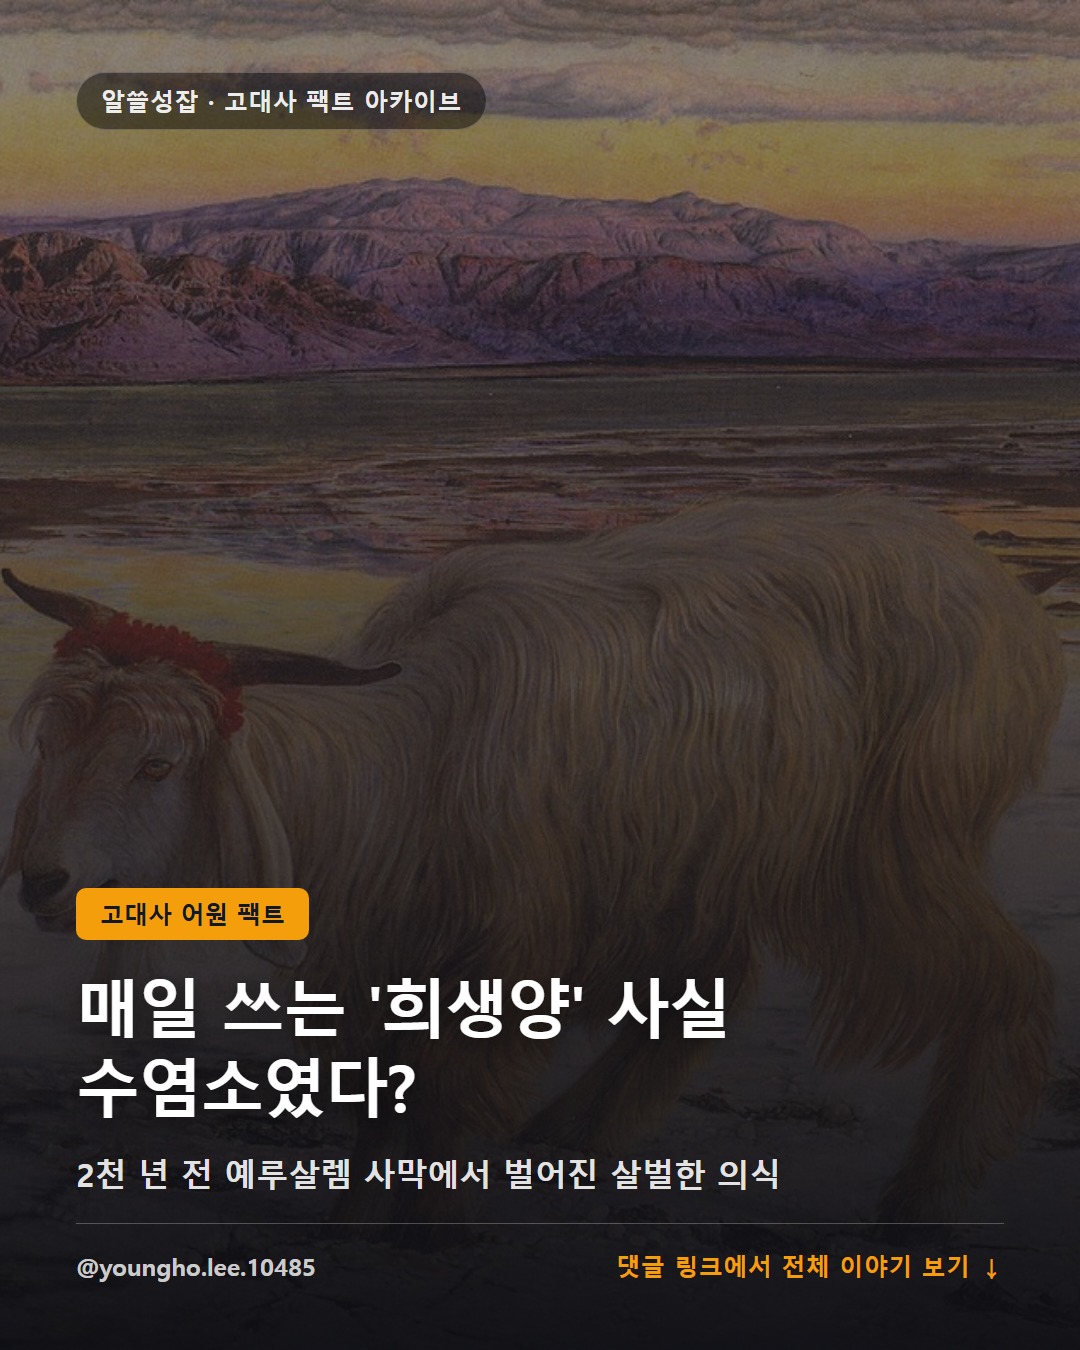 알쓸성잡 · 고대사 팩트 아카이브
고대사 어원 팩트
매일 쓰는 '희생양' 사실
수염소였다?
2천 년 전 예루살렘 사막에서 벌어진 살벌한 의식
@youngho.lee.10485
댓글 링크에서 전체 이야기 보기 ↓